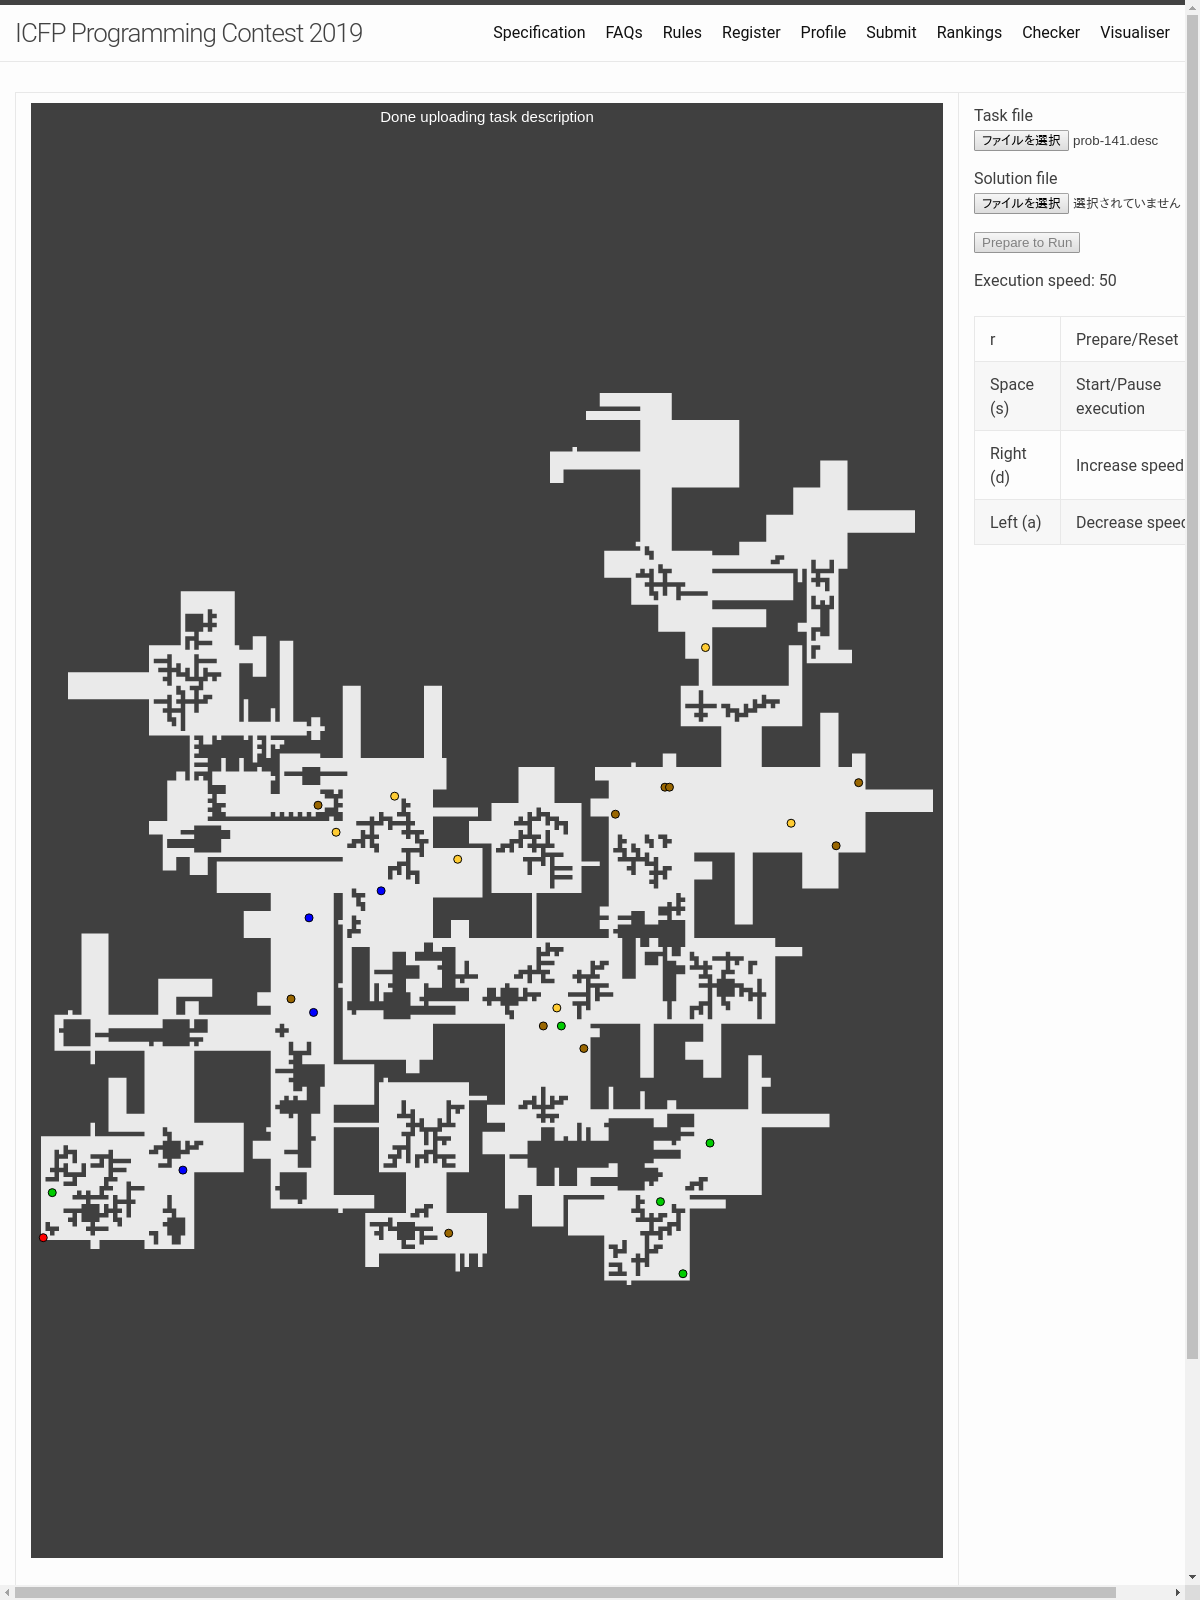 ICFP Programming Contest 2019
Specification FAQs Rules Register Profile Submit Rankings Checker Visualiser
Done uploading task description
Task file
ファイルを選択 prob-141.desc
Solution file
ファイルを選択 選択されていません
Prepare to Run
Execution speed: 50
r Prepare/Reset
Space (s) Start/Pause execution
Right (d) Increase speed
Left (a) Decrease speed